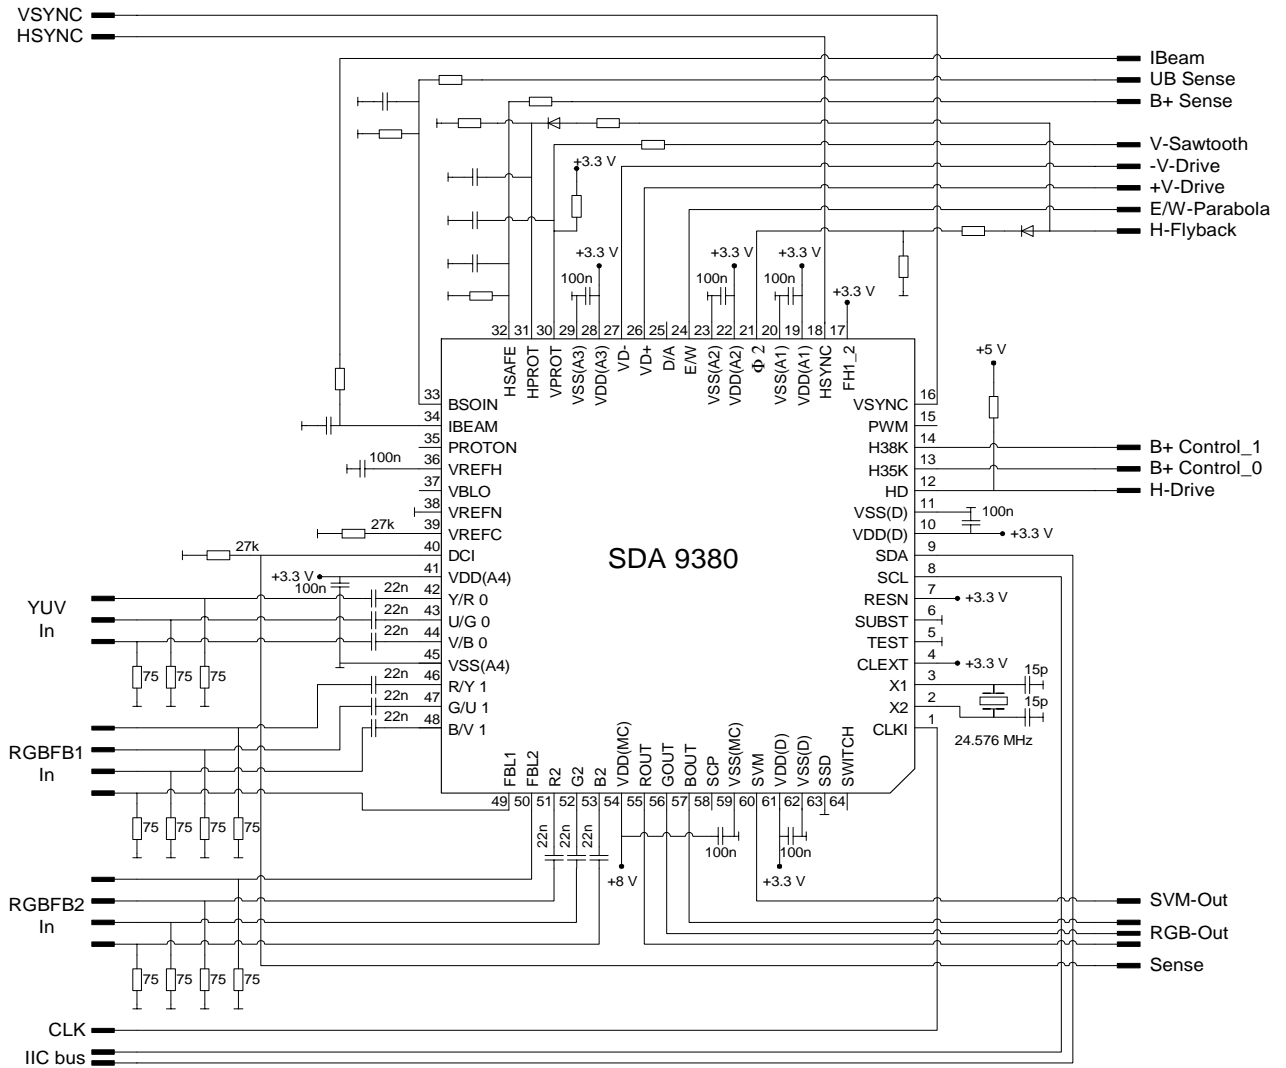 VSYNC
HSYNC
IBeam
UB Sense
B+ Sense
V-Sawtooth
-V-Drive
+V-Drive
E/W-Parabola
H-Flyback
+3.3 V
+3.3 V
+3.3 V
+3.3 V
+3.3 V
100n
100n
100n
32 31 30 29 28 27 26 25 24 23 22 21 20 19 18 17
HSAFE
HPROT
VPROT
VSS(A3)
VDD(A3)
VD-
VD+
D/A
E/W
VSS(A2)
VDD(A2)
Φ 2
VSS(A1)
VDD(A1)
HSYNC
FH1_2
+5 V
33 BSOIN
34 IBEAM
35 PROTON
36 VREFH
37 VBLO
38 VREFN
39 VREFC
40 DCI
41 VDD(A4)
42 Y/R 0
43 U/G 0
44 V/B 0
45 VSS(A4)
46 R/Y 1
47 G/U 1
48 B/V 1
100n
27k
27k
+3.3 V
100n
22n
22n
22n
22n
22n
22n
SDA 9380
VSYNC 16
PWM 15
H38K 14
H35K 13
HD 12
VSS(D) 11
VDD(D) 10
SDA 9
SCL 8
RESN 7
SUBST 6
TEST 5
CLEXT 4
X1 3
X2 2
CLKI 1
B+ Control_1
B+ Control_0
H-Drive
100n
+3.3 V
+3.3 V
+3.3 V
15p
15p
24.576 MHz
YUV
In
75 75 75
RGBFB1
In
75 75 75 75
FBL1
FBL2
R2
G2
B2
VDD(MC)
ROUT
GOUT
BOUT
SCP
VSS(MC)
SVM
VDD(D)
VSS(D)
SSD
SWITCH
49 50 51 52 53 54 55 56 57 58 59 60 61 62 63 64
22n
22n
22n
100n
100n
+8 V
+3.3 V
RGBFB2
In
75 75 75 75
SVM-Out
RGB-Out
Sense
CLK
IIC bus